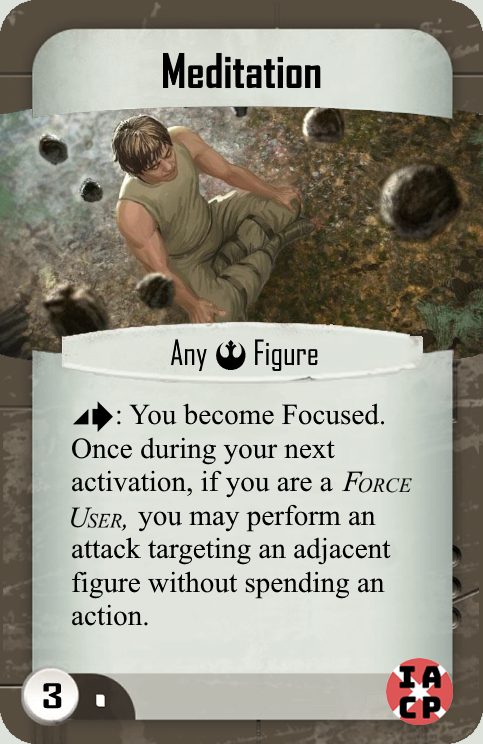 Meditation
Any Figure
: You become Focused.
Once during your next
activation, if you are a FORCE
USER, you may perform an
attack targeting an adjacent
figure without spending an
action.
3
IA
CP